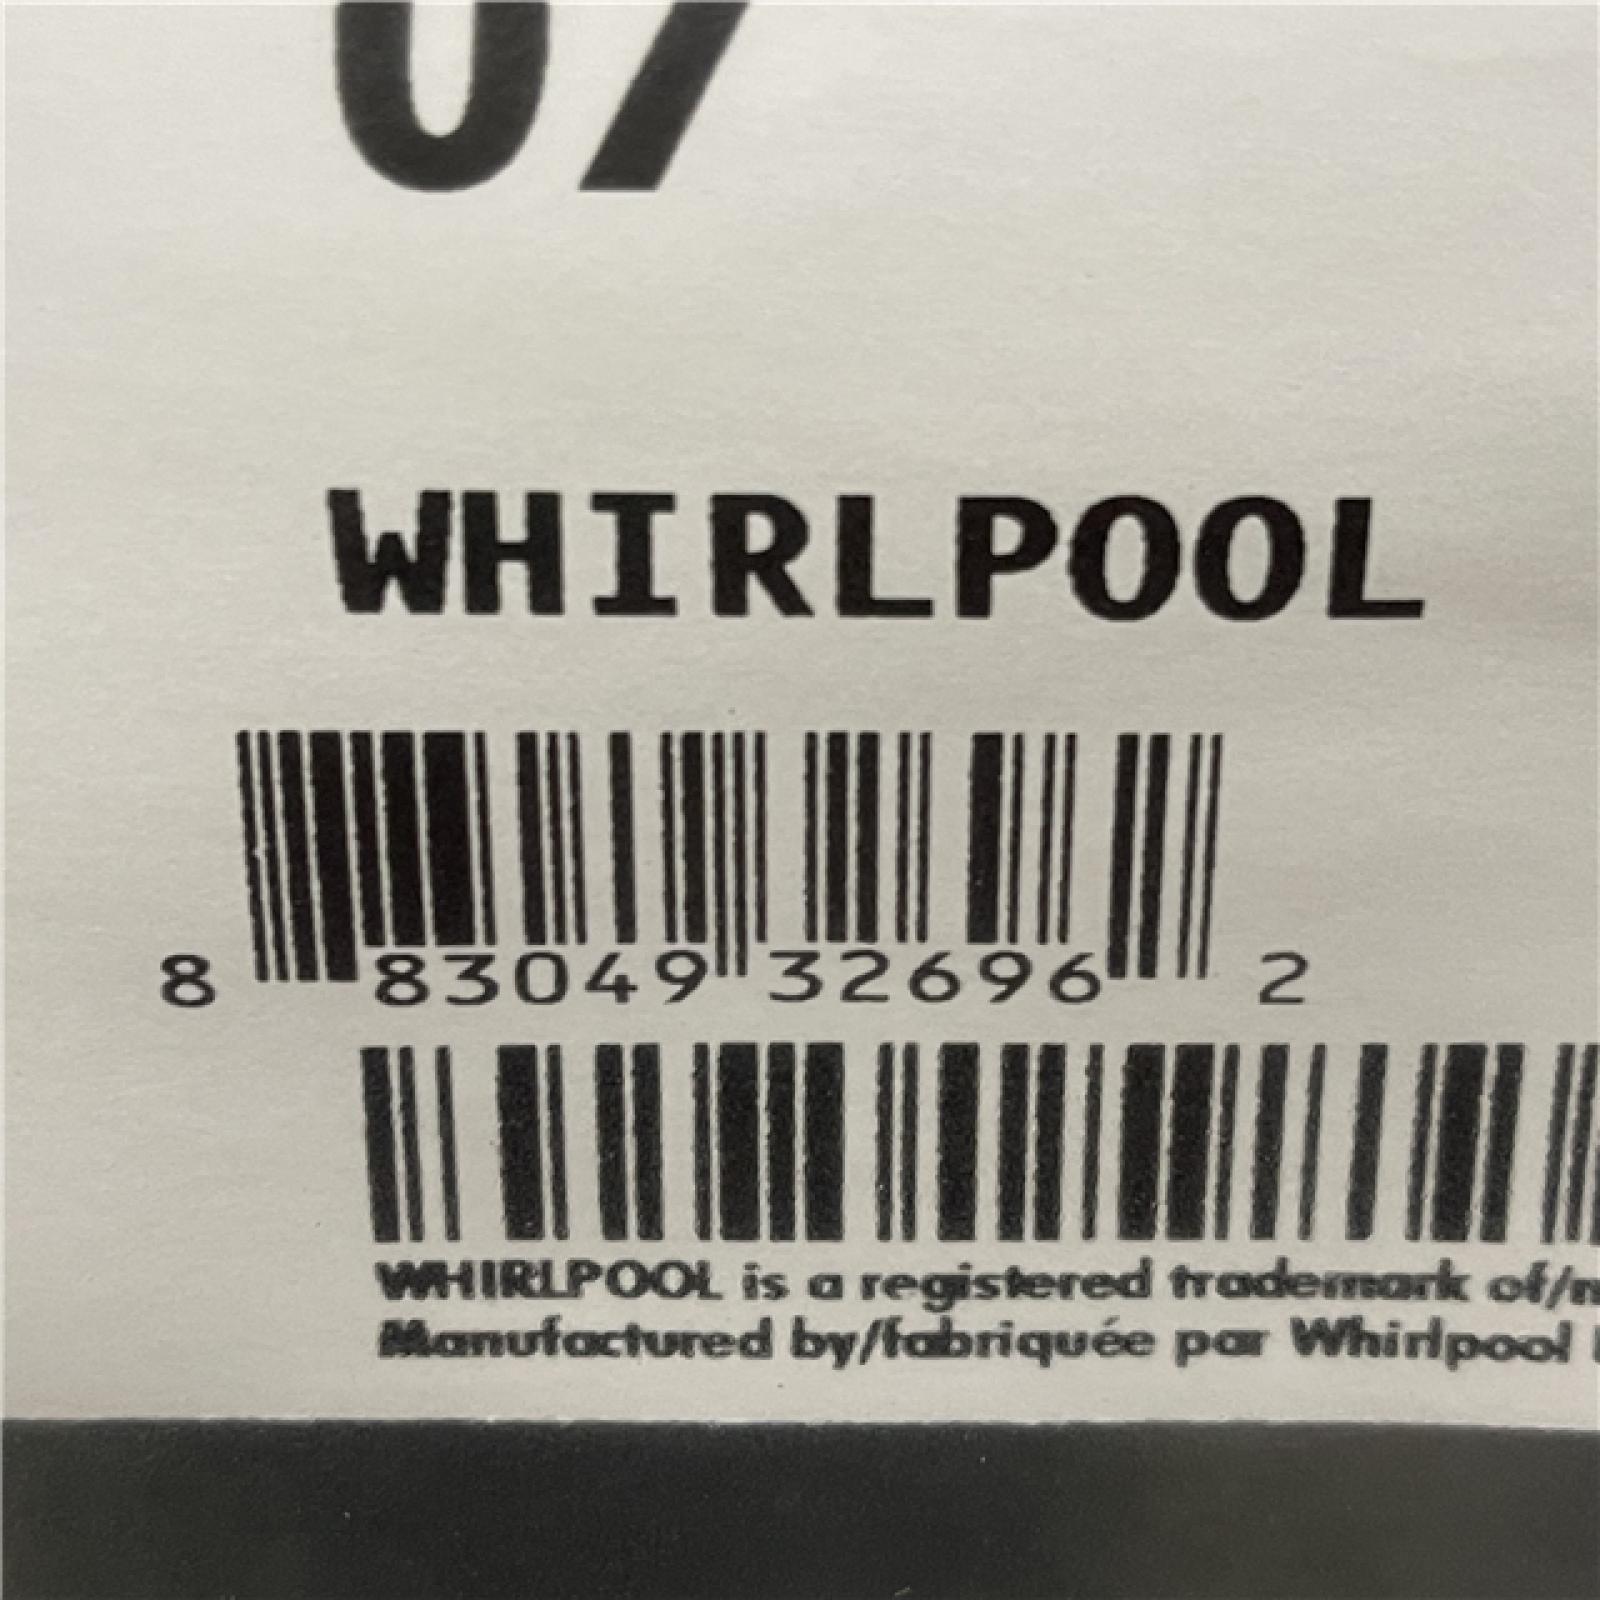 WHIRLPOOL
8 83049 32696 2
WHIRLPOOL is a registered trademark of/
Manufactured by/fabriquée par Whirlpool